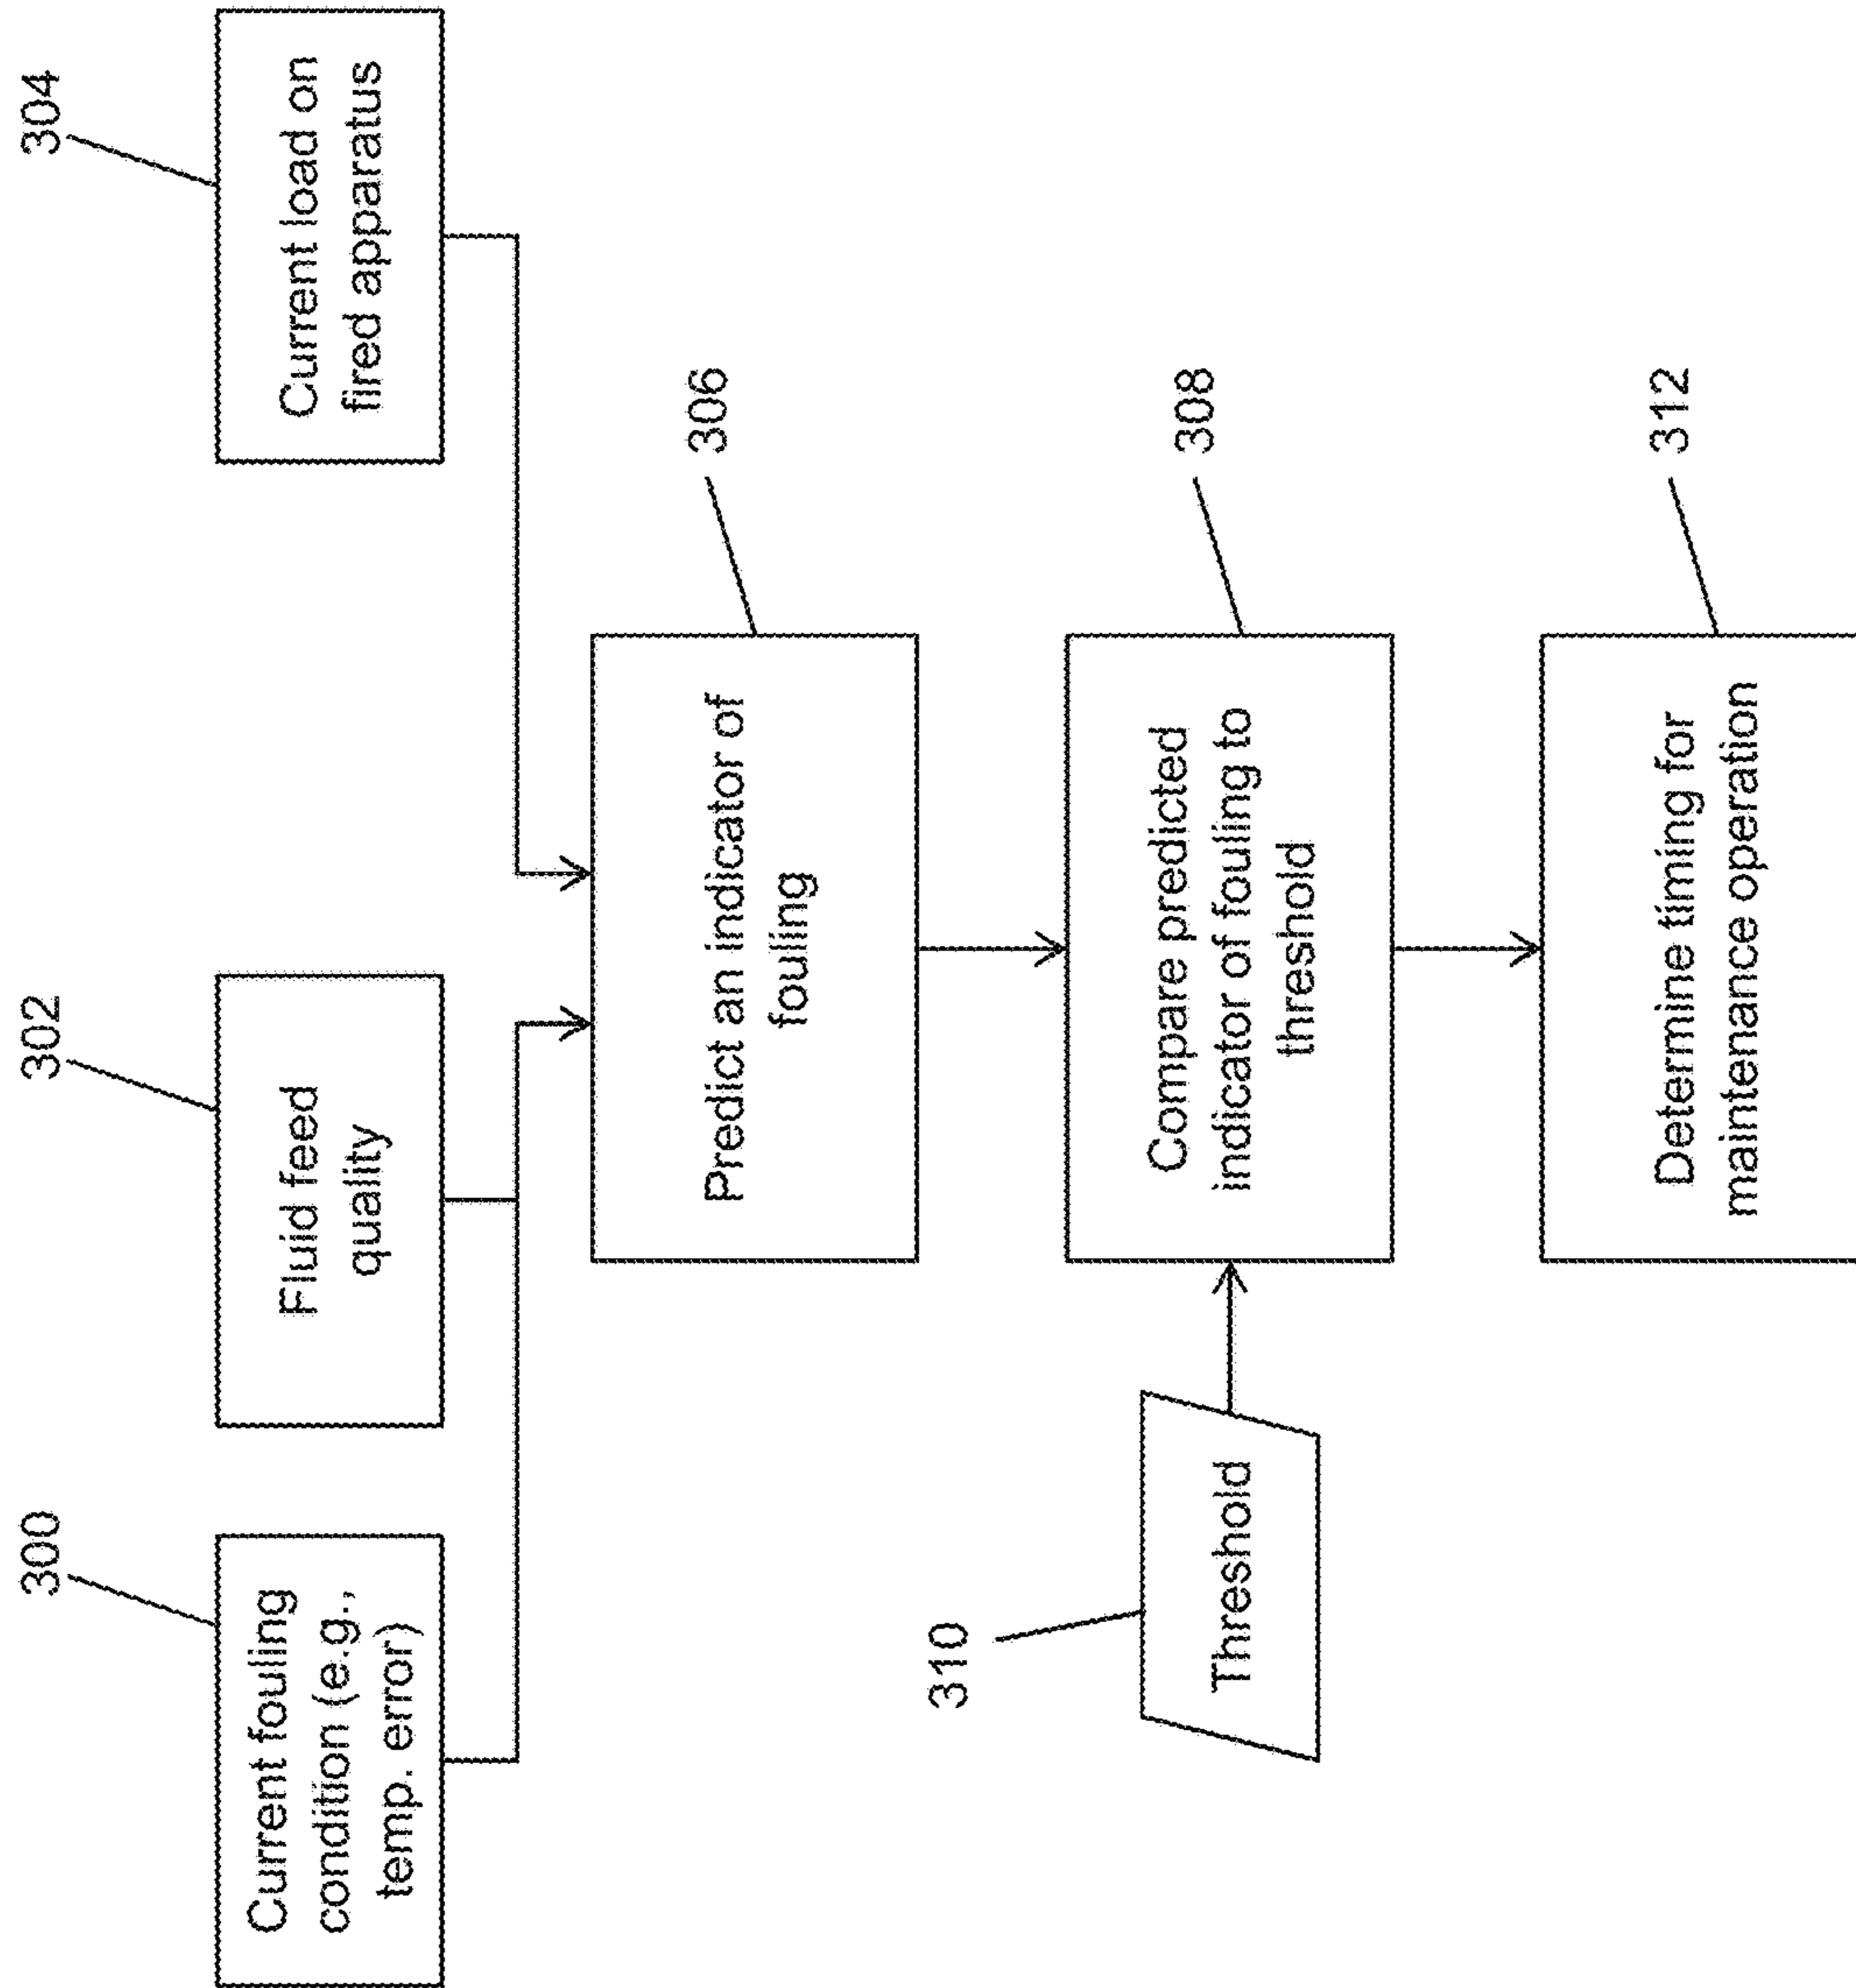 300
302
304
Current fouling
condition (e.g.,
temp. error)
Fluid feed
quality
Current load on
fired apparatus
306
Predict an indicator of
fouling
310
Threshold
308
Compare predicted
indicator of fouling to
threshold
312
Determine timing for
maintenance operation